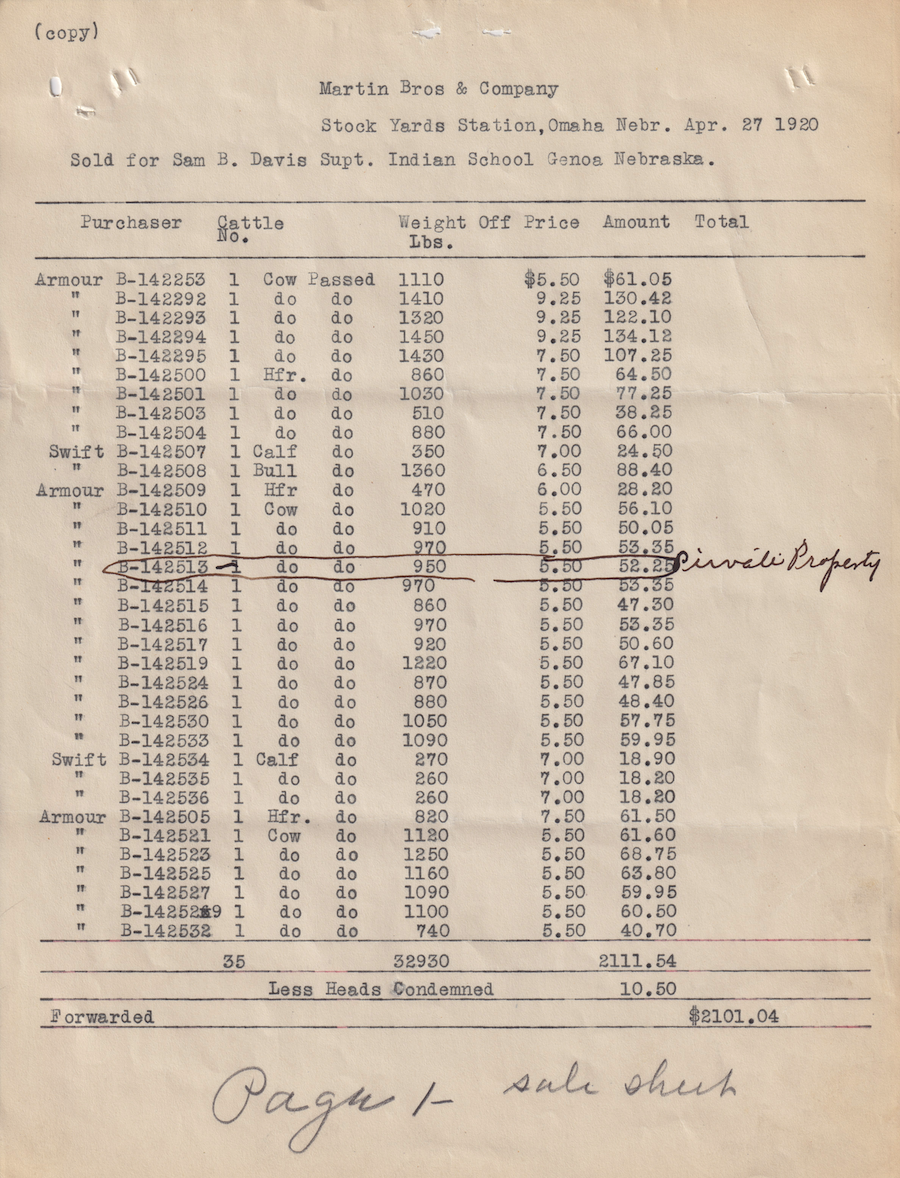 (copy)
Martin Bros & Company
Stock Yards Station,Omaha Nebr. Apr. 27 1920
Sold for Sam B. Davis Supt. Indian School Genoa Nebraska.
Purchaser Cattle No. Weight Lbs. Off Price Amount Total
Armour B-142253 1 Cow Passed 1110 $5.50 $61.05
" B-142292 1 do do 1410 9.25 130.42
" B-142293 1 do do 1320 9.25 122.10
" B-142294 1 do do 1450 9.25 134.12
" B-142295 1 do do 1430 7.50 107.25
" B-142500 1 Hfr. do 860 7.50 64.50
" B-142501 1 do do 1030 7.50 77.25
" B-142503 1 do do 510 7.50 38.25
" B-142504 1 do do 880 7.50 66.00
Swift B-142507 1 Calf do 350 7.00 24.50
" B-142508 1 Bull do 1360 6.50 88.40
Armour B-142509 1 Hfr do 470 6.00 28.20
" B-142510 1 Cow do 1020 5.50 56.10
" B-142511 1 do do 910 5.50 50.05
" B-142512 1 do do 970 5.50 53.35
" B-142513 1 do do 950 5.50 52.25 Private Property
" B-142514 1 do do 970 5.50 53.35
" B-142515 1 do do 860 5.50 47.30
" B-142516 1 do do 970 5.50 53.35
" B-142517 1 do do 920 5.50 50.60
" B-142519 1 do do 1220 5.50 67.10
" B-142524 1 do do 870 5.50 47.85
" B-142526 1 do do 880 5.50 48.40
" B-142530 1 do do 1050 5.50 57.75
" B-142533 1 do do 1090 5.50 59.95
Swift B-142534 1 Calf do 270 7.00 18.90
" B-142535 1 do do 260 7.00 18.20
" B-142536 1 do do 260 7.00 18.20
Armour B-142505 1 Hfr. do 820 7.50 61.50
" B-142521 1 Cow do 1120 5.50 61.60
" B-142523 1 do do 1250 5.50 68.75
" B-142525 1 do do 1160 5.50 63.80
" B-142527 1 do do 1090 5.50 59.95
" B-142529 1 do do 1100 5.50 60.50
" B-142532 1 do do 740 5.50 40.70
35 32930 2111.54
Less Heads Condemned 10.50
Forwarded $2101.04
Page 1- sale sheet